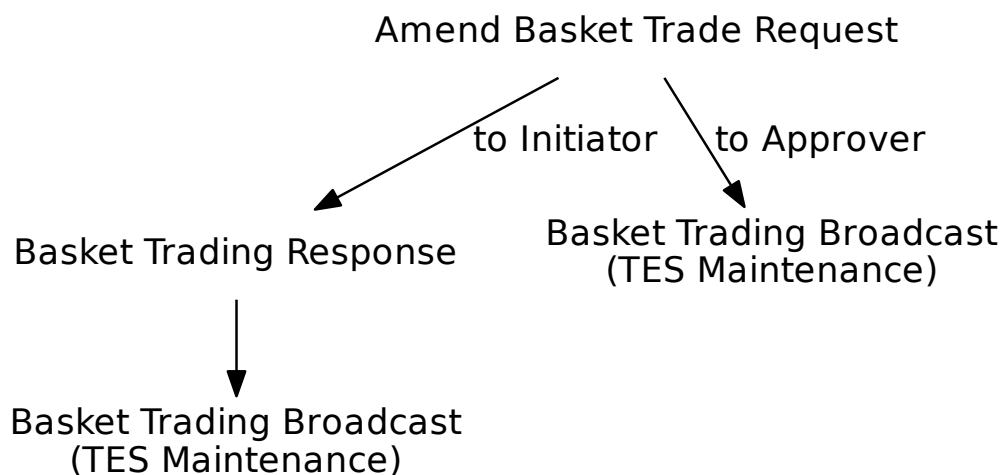 Amend Basket Trade Request
to Initiator
to Approver
Basket Trading Response
Basket Trading Broadcast
(TES Maintenance)
Basket Trading Broadcast
(TES Maintenance)